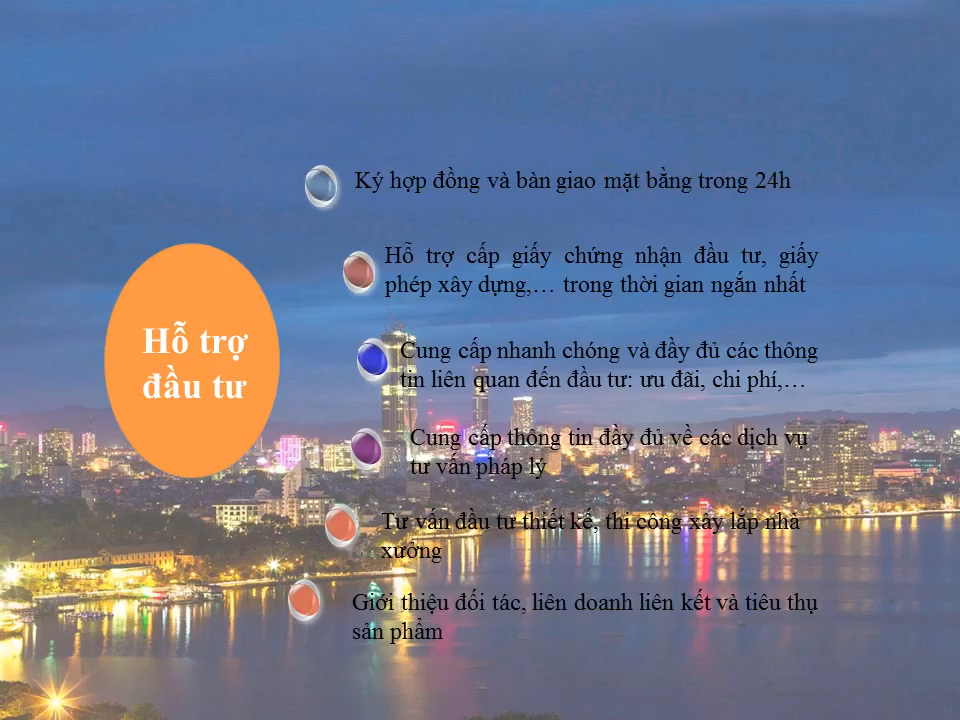 Ký hợp đồng và bàn giao mặt bằng trong 24h
Hỗ trợ cấp giấy chứng nhận đầu tư, giấy
phép xây dựng,… trong thời gian ngắn nhất
Hỗ trợ
đầu tư
Cung cấp nhanh chóng và đầy đủ các thông
tin liên quan đến đầu tư: ưu đãi, chi phí,…
Cung cấp thông tin đầy đủ về các dịch vụ
tư vấn pháp lý
Tư vấn đầu tư thiết kế, thi công xây lắp nhà
xưởng
Giới thiệu đối tác, liên doanh liên kết và tiêu thụ
sản phẩm